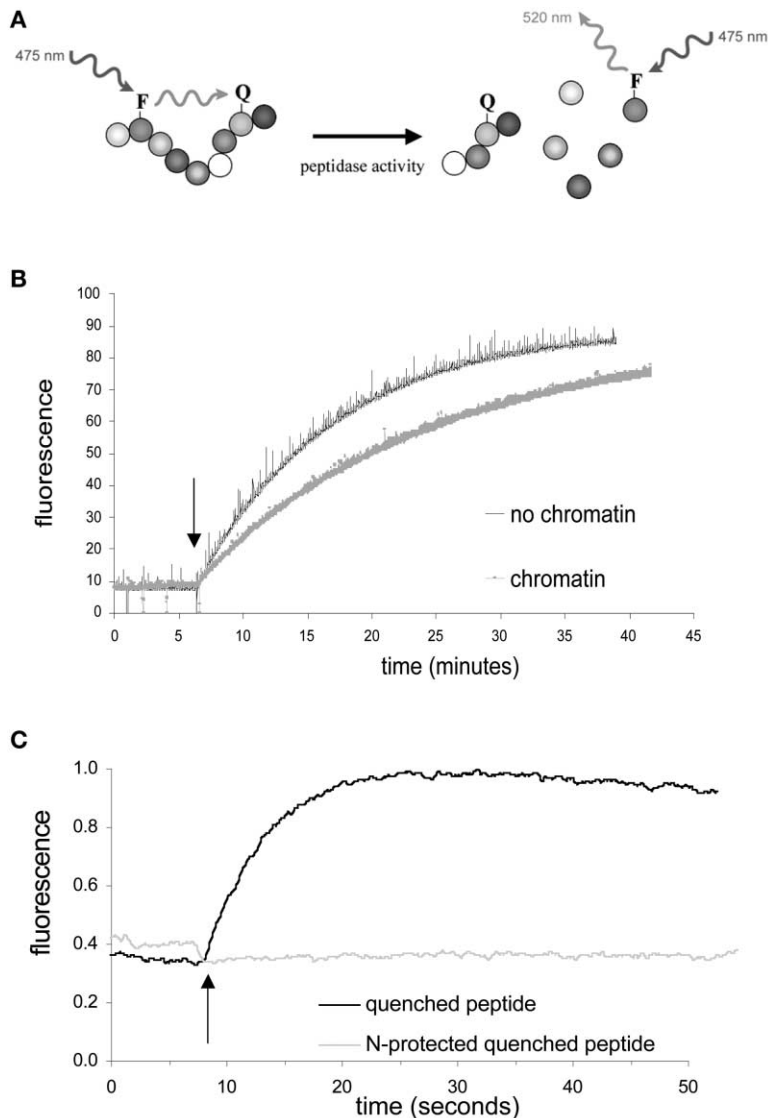 A
475 nm
F
Q
peptidase activity
Q
520 nm
475 nm
F
B
fluorescence
100
90
80
70
60
50
40
30
20
10
0
no chromatin
chromatin
0 5 10 15 20 25 30 35 40 45
time (minutes)
C
fluorescence
1.0
0.8
0.6
0.4
0.2
0.0
quenched peptide
N-protected quenched peptide
0 10 20 30 40 50
time (seconds)